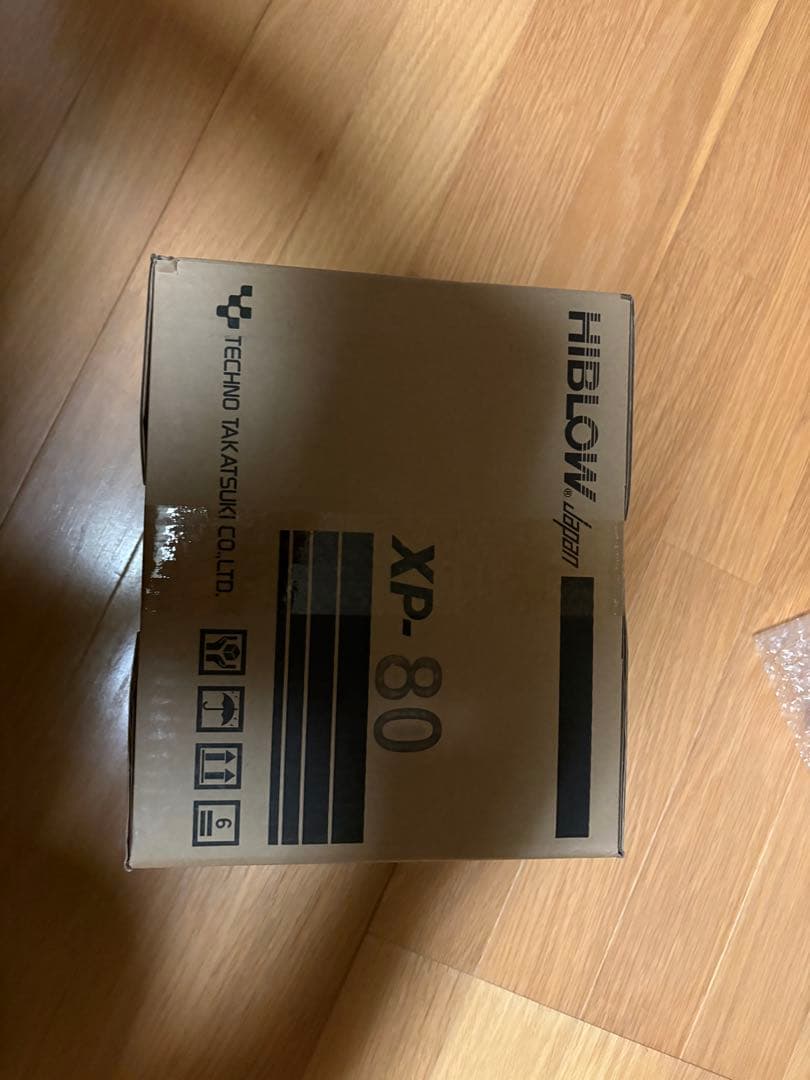 HIBLOW® Japan
XP-80
TECHNO TAKATSUKI CO.,LTD.
6